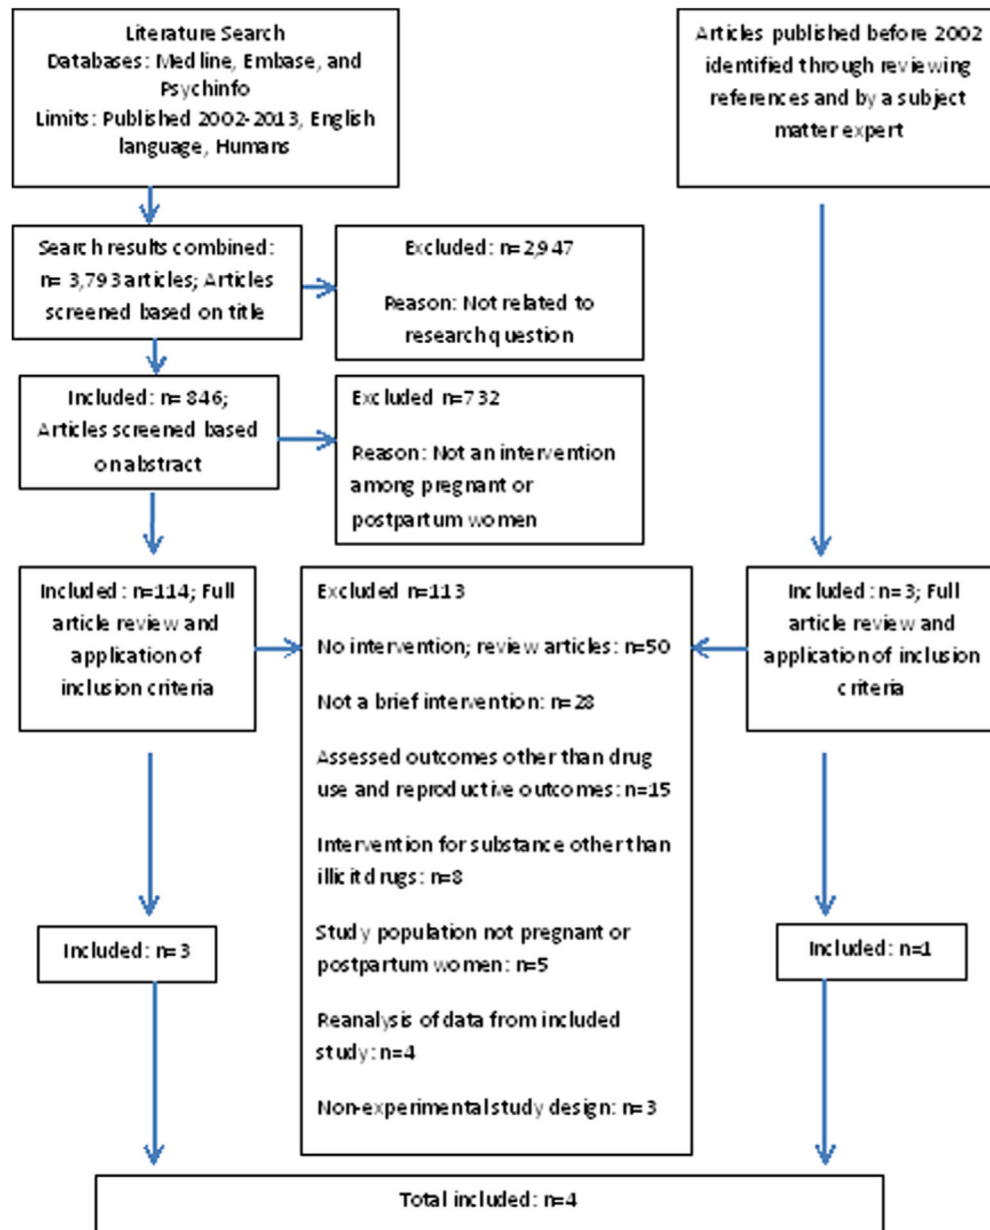 Literature Search
Databases: Medline, Embase, and
Psychinfo
Limits: Published 2002-2013, English
language, Humans
Articles published before 2002
identified through reviewing
references and by a subject
matter expert
Search results combined:
n= 3,793 articles; Articles
screened based on title
Excluded: n=2,947
Reason: Not related to
research question
Included: n=846;
Articles screened based
on abstract
Excluded n=732
Reason: Not an intervention
among pregnant or
postpartum women
Included: n=114; Full
article review and
application of
inclusion criteria
Excluded n=113
No intervention; review articles: n=50
Not a brief intervention: n=28
Assessed outcomes other than drug
use and reproductive outcomes: n=15
Intervention for substance other than
illicit drugs: n=8
Study population not pregnant or
postpartum women: n=5
Reanalysis of data from included
study: n=4
Non-experimental study design: n=3
Included: n=3; Full
article review and
application of inclusion
criteria
Included: n=3
Included: n=1
Total included: n=4